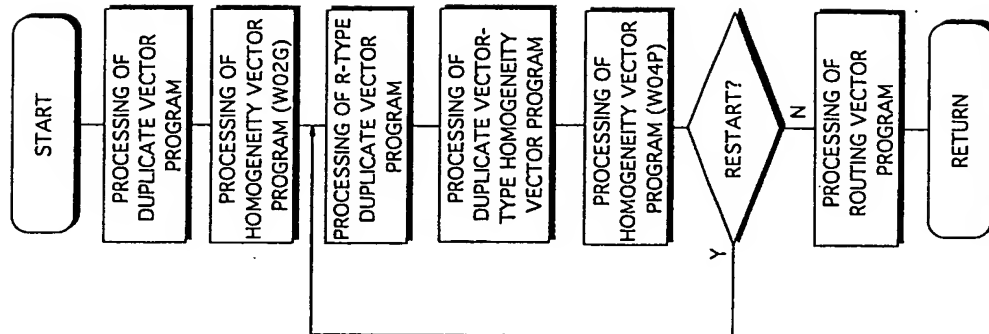 START
PROCESSING OF
DUPLICATE VECTOR
PROGRAM
PROCESSING OF
HOMOGENEITY VECTOR
PROGRAM (W02G)
PROCESSING OF R-TYPE
DUPLICATE VECTOR
PROGRAM
PROCESSING OF
DUPLICATE VECTOR-
TYPE HOMOGENEITY
VECTOR PROGRAM
PROCESSING OF
HOMOGENEITY VECTOR
PROGRAM (W04P)
RESTART?
Y
N
PROCESSING OF
ROUTING VECTOR
PROGRAM
RETURN